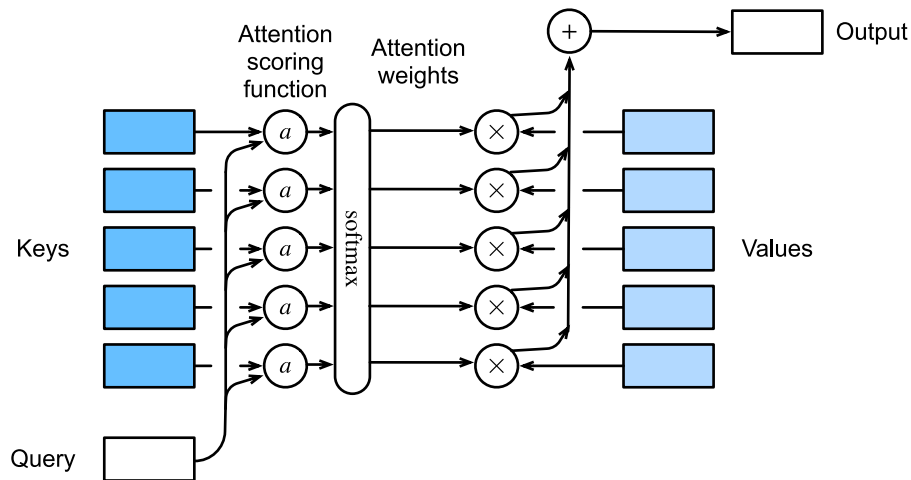 Attention
scoring
function
Attention
weights
+
Output
a
×
a
×
Keys
a
softmax
×
Values
a
×
a
×
Query